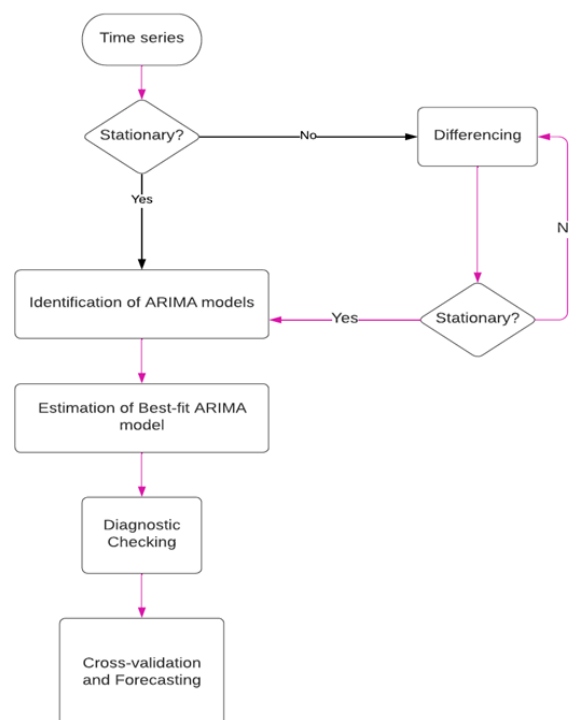 Time series
Stationary?
No
Differencing
Yes
N
Identification of ARIMA models
Yes
Stationary?
Estimation of Best-fit ARIMA
model
Diagnostic
Checking
Cross-validation
and Forecasting